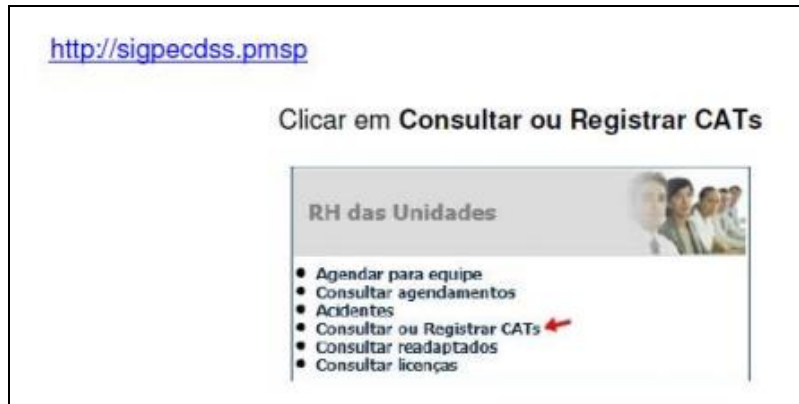 http://sigpecdss.pmsp
Clicar em Consultar ou Registrar CATs
RH das Unidades
Agendar para equipe
Consultar agendamentos
Acidentes
Consultar ou Registrar CATs
Consultar readaptados
Consultar licenças